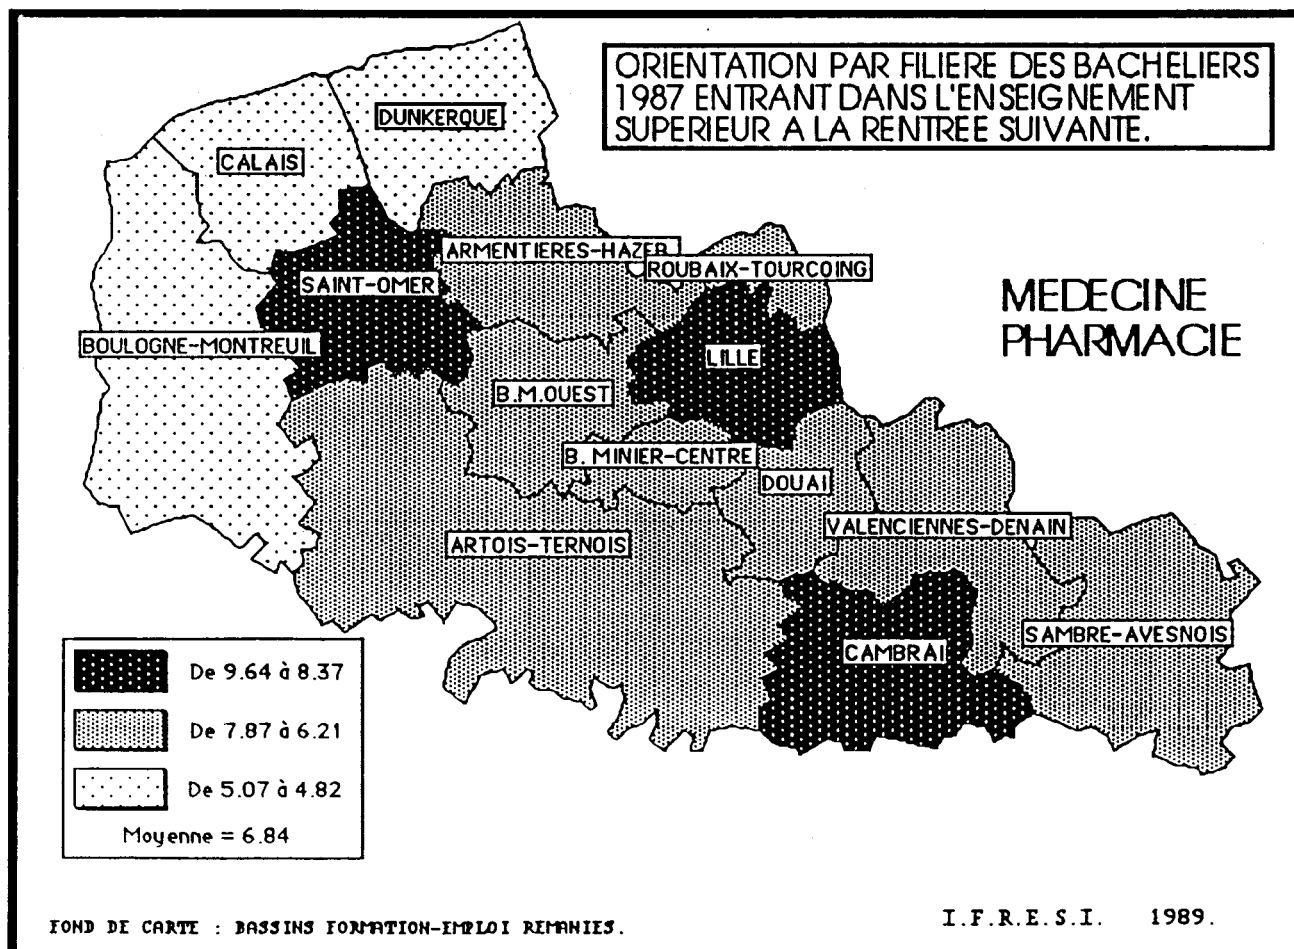 ORIENTATION PAR FILIERE DES BACHELIERS
1987 ENTRANT DANS L'ENSEIGNEMENT
SUPERIEUR A LA RENTREE SUIVANTE.
DUNKERQUE
CALAIS
ARMENTIERES-HAZEB.
ROUBAIX-TOURCOING
SAINT-OMER
MEDECINE
PHARMACIE
BOULOGNE-MONTREUIL
LILLE
B.M.OUEST
B. MINIER-CENTRE
DOUAI
VALENCIENNES-DENAIN
ARTOIS-TERNOIS
SAMBRE-AVESNOIS
CAMBRAI
De 9.64 à 8.37
De 7.87 à 6.21
De 5.07 à 4.82
Moyenne = 6.84
FOND DE CARTE : BASSINS FORMATION-EMPLOI REMANIES.
I.F.R.E.S.I. 1989.